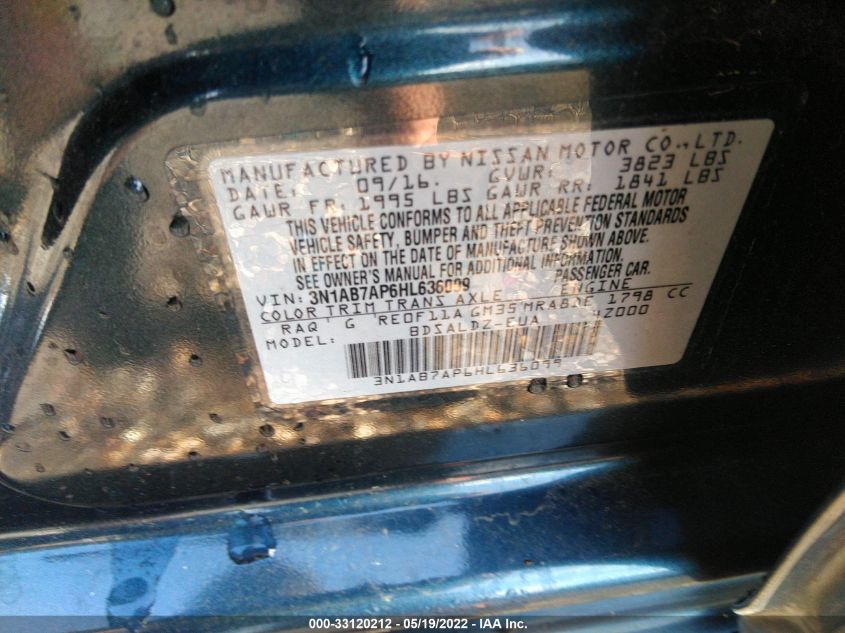 MANUFACTURED BY NISSAN MOTOR CO.,LTD.
DATE: 09/16. GVWR: 3823 LBS
GAWR FR: 1995 LBS GAWR RR: 1841 LBS
THIS VEHICLE CONFORMS TO ALL APPLICABLE FEDERAL MOTOR
VEHICLE SAFETY, BUMPER AND THEFT PREVENTION STANDARDS
IN EFFECT ON THE DATE OF MANUFACTURE SHOWN ABOVE.
SEE OWNER'S MANUAL FOR ADDITIONAL INFORMATION.
VIN: 3N1AB7AP6HL636099 PASSENGER CAR.
COLOR TRIM TRANS AXLE ENGINE
RAQ G RE0F11A GM35 MRA8DE 1798 CC
MODEL: BDSALDZ-EUA
3N1AB7AP6HL636099
000-33120212 - 05/19/2022 - IAA Inc.